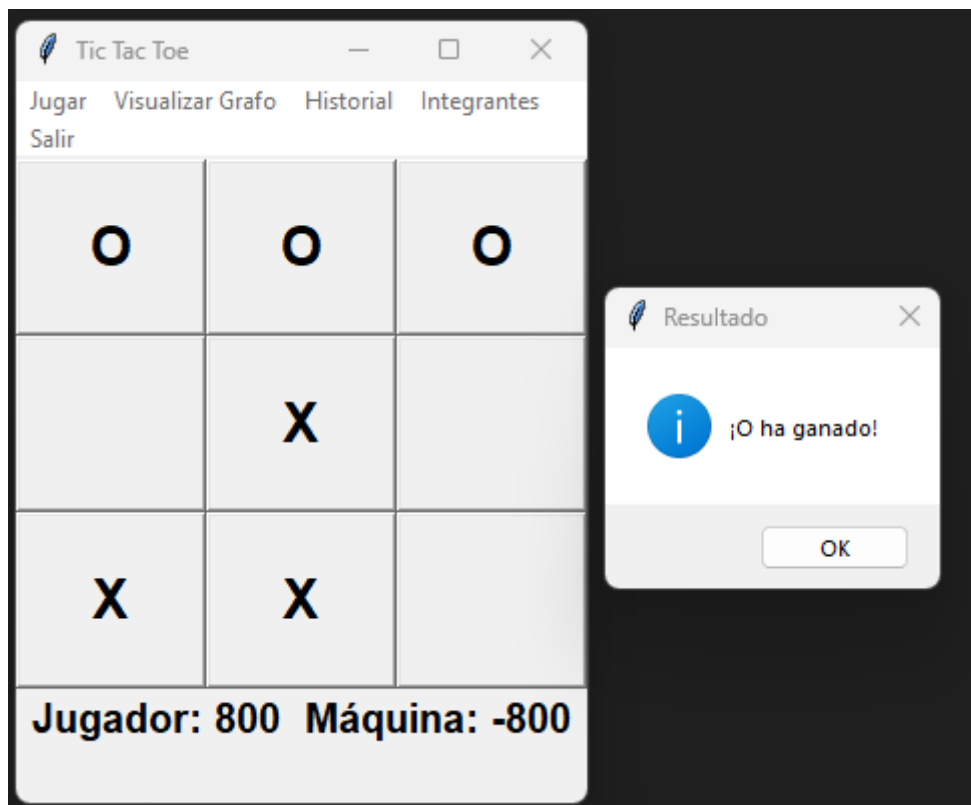 Tic Tac Toe
Jugar Visualizar Grafo Historial Integrantes
Salir
O O O
X
X X
Jugador: 800 Máquina: -800
Resultado
¡O ha ganado!
OK